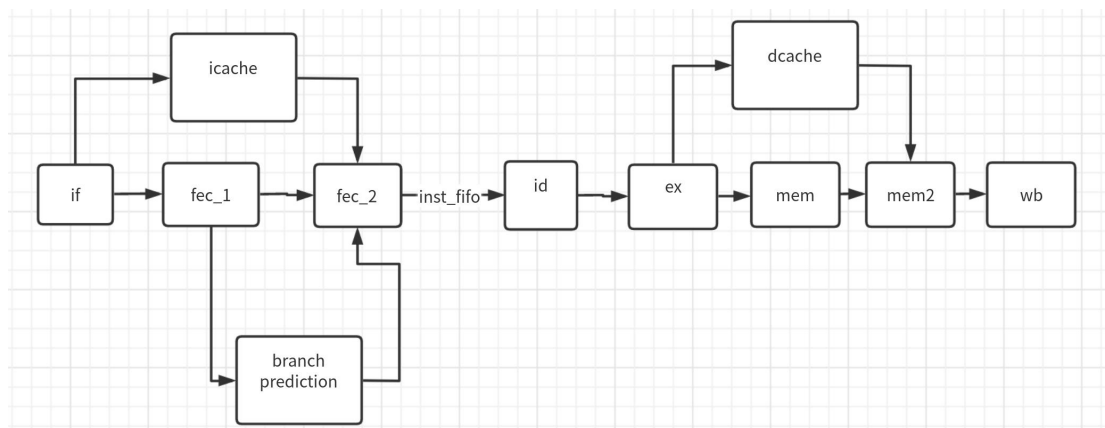 icache
dcache
if
fec_1
fec_2
inst_fifo
id
ex
mem
mem2
wb
branch
prediction